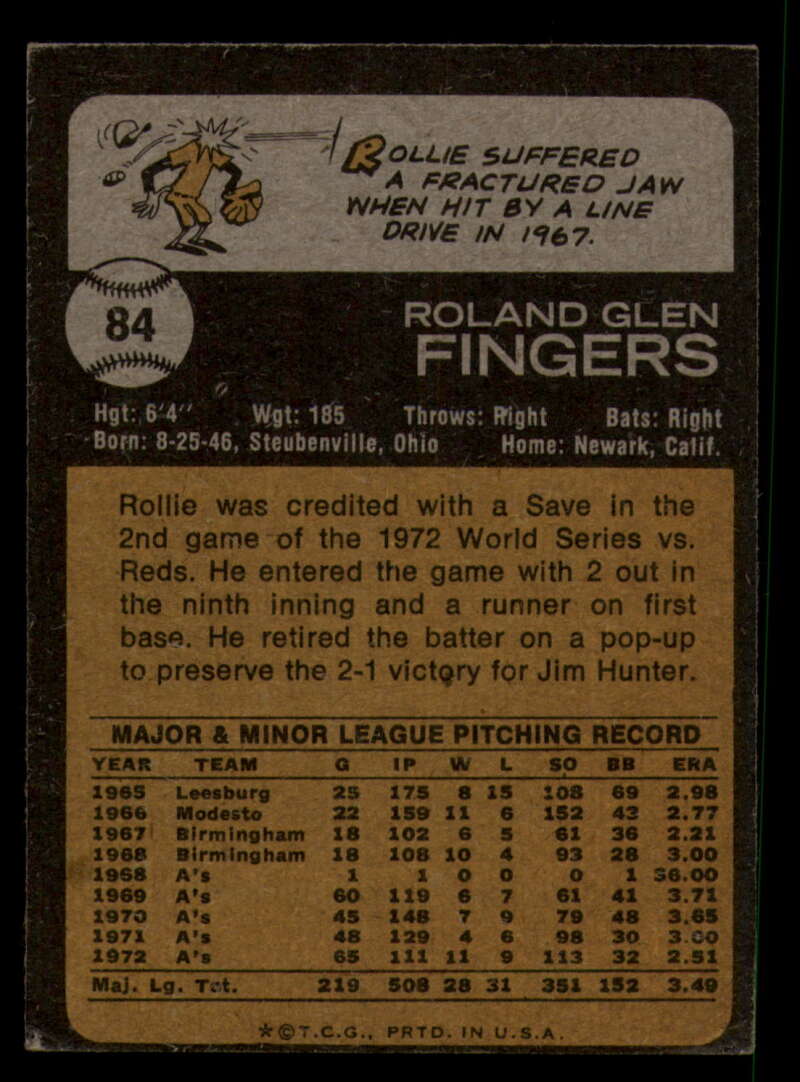 ROLLIE SUFFERED
A FRACTURED JAW
WHEN HIT BY A LINE
DRIVE IN 1967.
84
ROLAND GLEN
FINGERS
Hgt: 6'4" Wgt: 185 Throws: Right Bats: Right
Born: 8-25-46, Steubenville, Ohio Home: Newark, Calif.
Rollie was credited with a Save in the
2nd game of the 1972 World Series vs.
Reds. He entered the game with 2 out in
the ninth inning and a runner on first
base. He retired the batter on a pop-up
to preserve the 2-1 victory for Jim Hunter.
MAJOR & MINOR LEAGUE PITCHING RECORD
YEAR TEAM G IP W L SO BB ERA
1965 Leesburg 25 175 8 15 108 69 2.98
1966 Modesto 22 159 11 6 152 43 2.77
1967 Birmingham 18 102 6 5 61 36 2.21
1968 Birmingham 18 108 10 4 93 28 3.00
1968 A's 1 1 0 0 0 1 36.00
1969 A's 60 119 6 7 61 41 3.71
1970 A's 45 148 7 9 79 48 3.65
1971 A's 48 129 4 6 98 30 3.00
1972 A's 65 111 11 9 113 32 2.51
Maj. Lg. Tot. 219 508 28 31 351 152 3.49
*©T.C.G., PRTD. IN U.S.A.